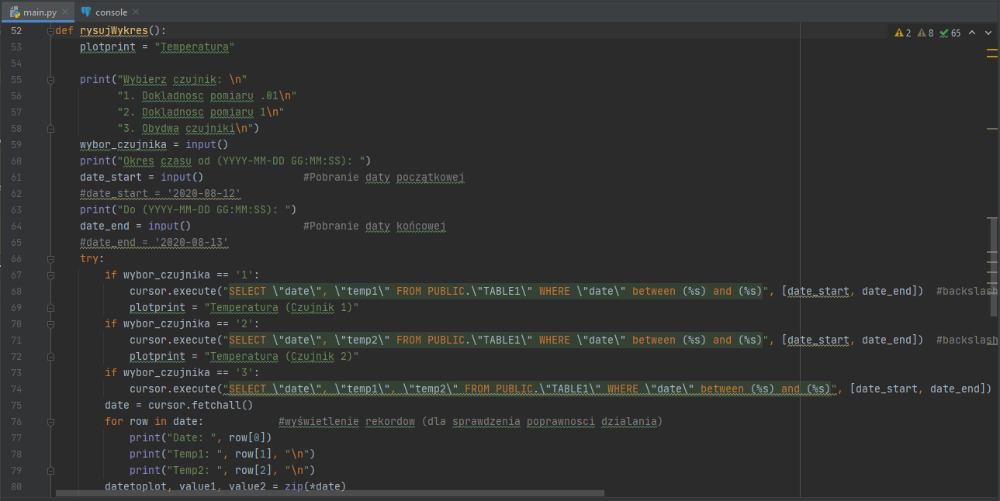 main.py
console
2 8 65
52 def rysujWykres():
53 plotprint = "Temperatura"
54
55 print("Wybierz czujnik: \n"
56 "1. Dokladnosc pomiaru .01\n"
57 "2. Dokladnosc pomiaru 1\n"
58 "3. Obydwa czujniki\n")
59 wybor_czujnika = input()
60 print("Okres czasu od (YYYY-MM-DD GG:MM:SS): ")
61 date_start = input() #Pobranie daty początkowej
62 #date_start = '2020-08-12'
63 print("Do (YYYY-MM-DD GG:MM:SS): ")
64 date_end = input() #Pobranie daty końcowej
65 #date_end = '2020-08-13'
66 try:
67 if wybor_czujnika == '1':
68 cursor.execute("SELECT \"date\", \"temp1\" FROM PUBLIC.\"TABLE1\" WHERE \"date\" between (%s) and (%s)", [date_start, date_end]) #backslash
69 plotprint = "Temperatura (Czujnik 1)"
70 if wybor_czujnika == '2':
71 cursor.execute("SELECT \"date\", \"temp2\" FROM PUBLIC.\"TABLE1\" WHERE \"date\" between (%s) and (%s)", [date_start, date_end]) #backslash
72 plotprint = "Temperatura (Czujnik 2)"
73 if wybor_czujnika == '3':
74 cursor.execute("SELECT \"date\", \"temp1\", \"temp2\" FROM PUBLIC.\"TABLE1\" WHERE \"date\" between (%s) and (%s)", [date_start, date_end])
75 date = cursor.fetchall()
76 for row in date: #wyświetlenie rekordow (dla sprawdzenia poprawnosci dzialania)
77 print("Date: ", row[0])
78 print("Temp1: ", row[1], "\n")
79 print("Temp2: ", row[2], "\n")
80 datetoplot, value1, value2 = zip(*date)